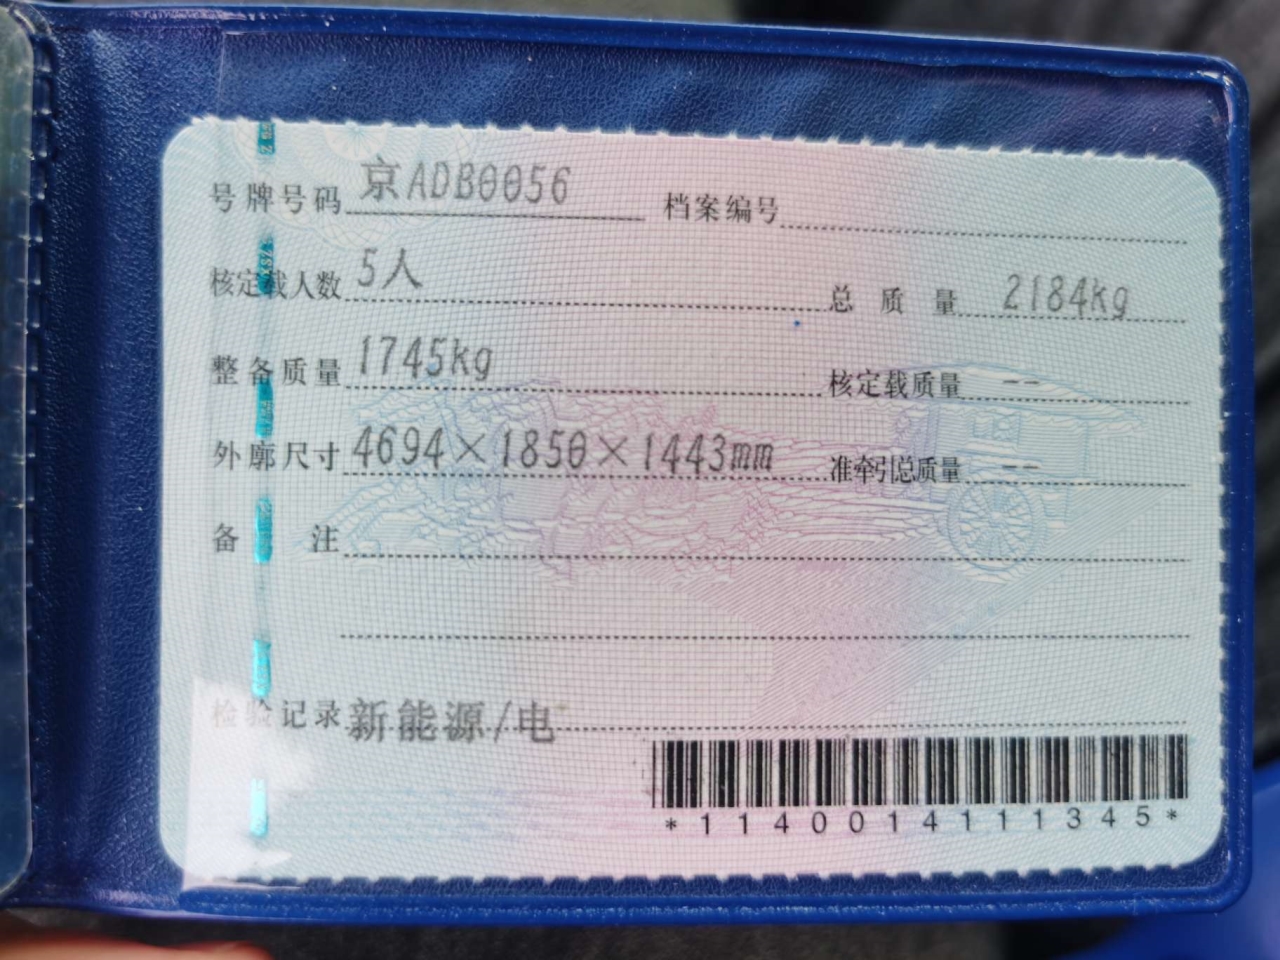 号牌号码 京ADB0056 档案编号
核定载人数 5人 总质量 2184kg
整备质量 1745kg 核定载质量 --
外廓尺寸 4694×1850×1443mm 准牵引总质量 --
备注
检验记录 新能源/电
*1140014111345*